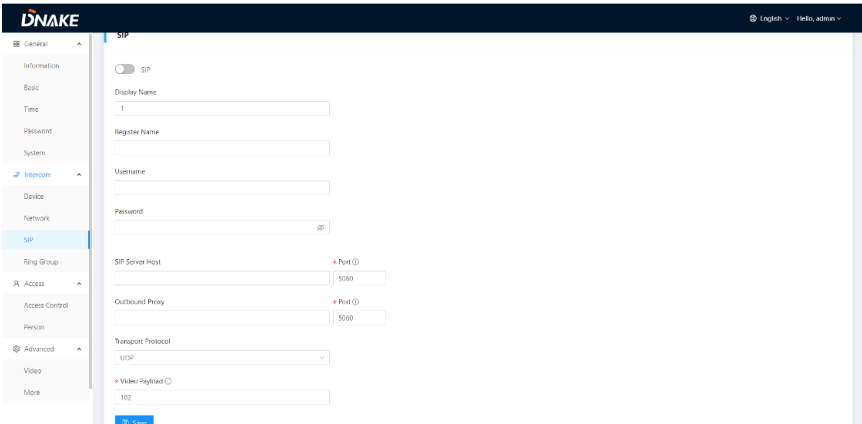 DNAKE
English
Hello, admin
General
Information
Basic
Time
Password
System
Intercom
Device
Network
SIP
Ring Group
Access
Access Control
Person
Advanced
Video
More
SIP
SIP
Display Name
1
Register Name
Username
Password
SIP Server Host
* Port
5060
Outbound Proxy
* Port
5060
Transport Protocol
UDP
* Video Payload
102
Save